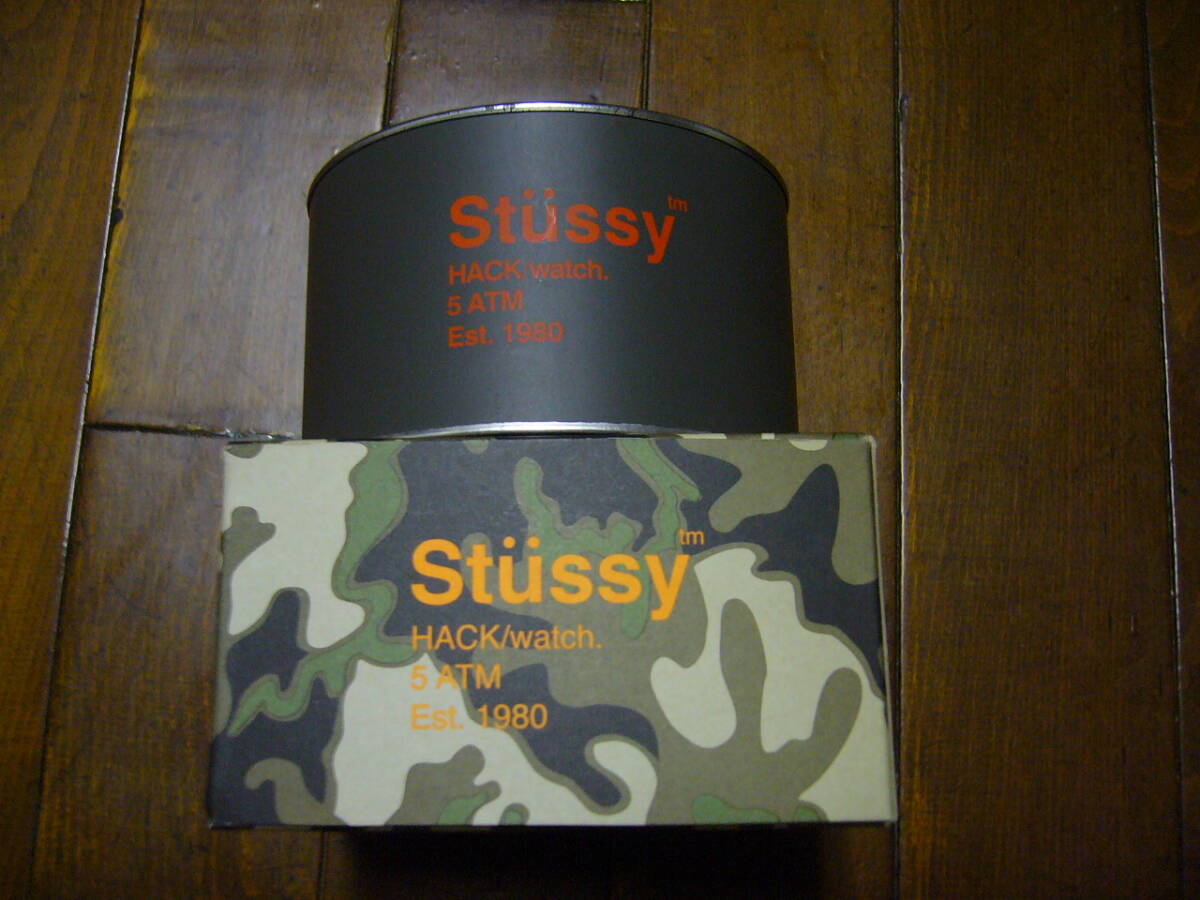 Stüssy tm
HACK/watch.
5 ATM
Est. 1980
Stüssy tm
HACK/watch.
5 ATM
Est. 1980